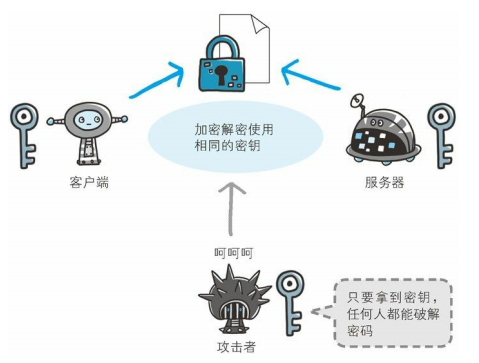 加密解密使用
相同的密钥
客户端
服务器
呵呵呵
只要拿到密钥，
任何人都能破解
密码
攻击者